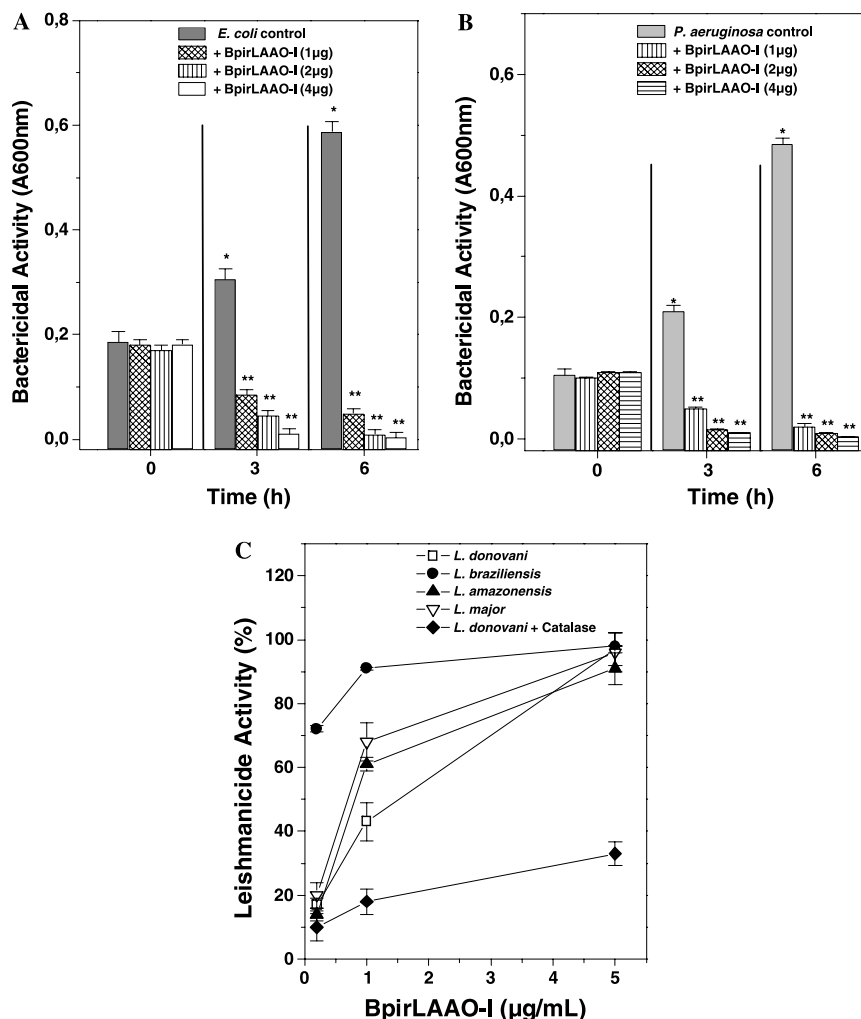 A
E. coli control
+ BpirLAAO-I (1µg)
+ BpirLAAO-I (2µg)
+ BpirLAAO-I (4µg)
Bactericidal Activity (A600nm)
0,8
0,6
0,4
0,2
0,0
*
**
**
**
*
**
**
**
0 3 6
Time (h)
B
P. aeruginosa control
+ BpirLAAO-I (1µg)
+ BpirLAAO-I (2µg)
+ BpirLAAO-I (4µg)
Bactericidal Activity (A600nm)
0,6
0,4
0,2
0,0
*
**
**
**
*
**
**
**
0 3 6
Time (h)
C
L. donovani
L. braziliensis
L. amazonensis
L. major
L. donovani + Catalase
Leishmanicide Activity (%)
120
100
80
60
40
20
0
0 1 2 3 4 5
BpirLAAO-I (µg/mL)